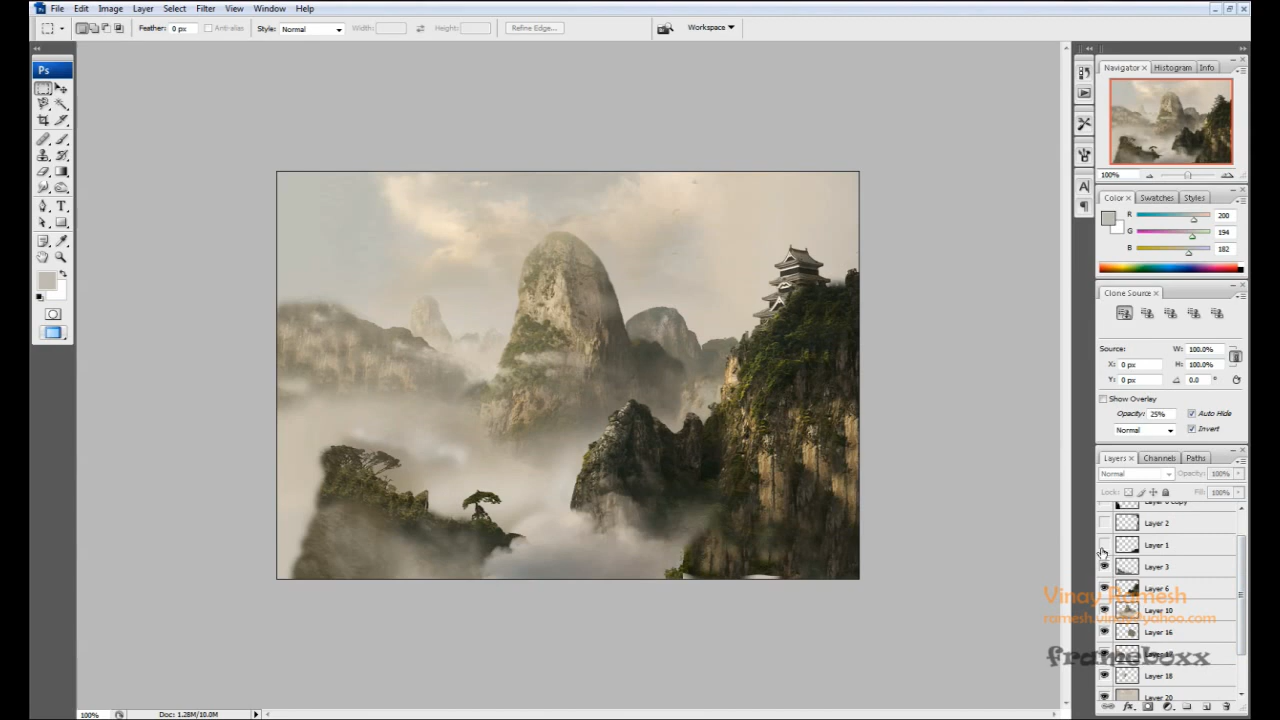 File Edit Image Layer Select Filter View Window Help
Feather: 0 px Anti-alias Style: Normal Width: Height: Refine Edge... Workspace
Ps
Navigator Histogram Info
100%
Color Swatches Styles
R 200
G 194
B 182
Clone Source
Source: W: 100.0%
X: 0 px H: 100.0%
Y: 0 px 0.0 °
Show Overlay
Opacity: 25% Auto Hide
Normal Invert
Layers Channels Paths
Normal Opacity: 100%
Lock: Fill: 100%
Layer 2
Layer 1
Layer 3
Layer 6
Layer 10
Layer 16
Layer 17
Layer 18
Layer 20
Vinay Ramesh
frameboxx
100% Doc: 1.28M/10.0M